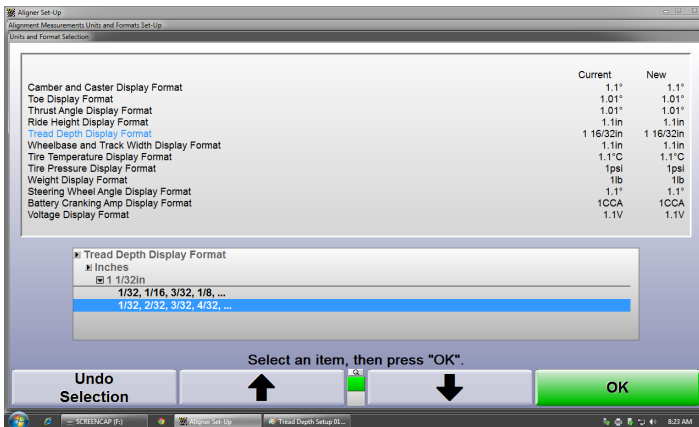 Aligner Set-Up
Alignment Measurements Units and Formats Set-Up
Units and Format Selection
Current New
Camber and Caster Display Format 1.1° 1.1°
Toe Display Format 1.01° 1.01°
Thrust Angle Display Format 1.01° 1.01°
Ride Height Display Format 1.1in 1.1in
Tread Depth Display Format 1 16/32in 1 16/32in
Wheelbase and Track Width Display Format 1.1in 1.1in
Tire Temperature Display Format 1.1°C 1.1°C
Tire Pressure Display Format 1psi 1psi
Weight Display Format 1lb 1lb
Steering Wheel Angle Display Format 1.1° 1.1°
Battery Cranking Amp Display Format 1CCA 1CCA
Voltage Display Format 1.1V 1.1V
Tread Depth Display Format
Inches
1 1/32in
1/32, 1/16, 3/32, 1/8, ...
1/32, 2/32, 3/32, 4/32, ...
Select an item, then press "OK".
Undo
Selection
OK
SCREENCAP (F:) Aligner Set-Up Tread Depth Setup 01... 8:23 AM